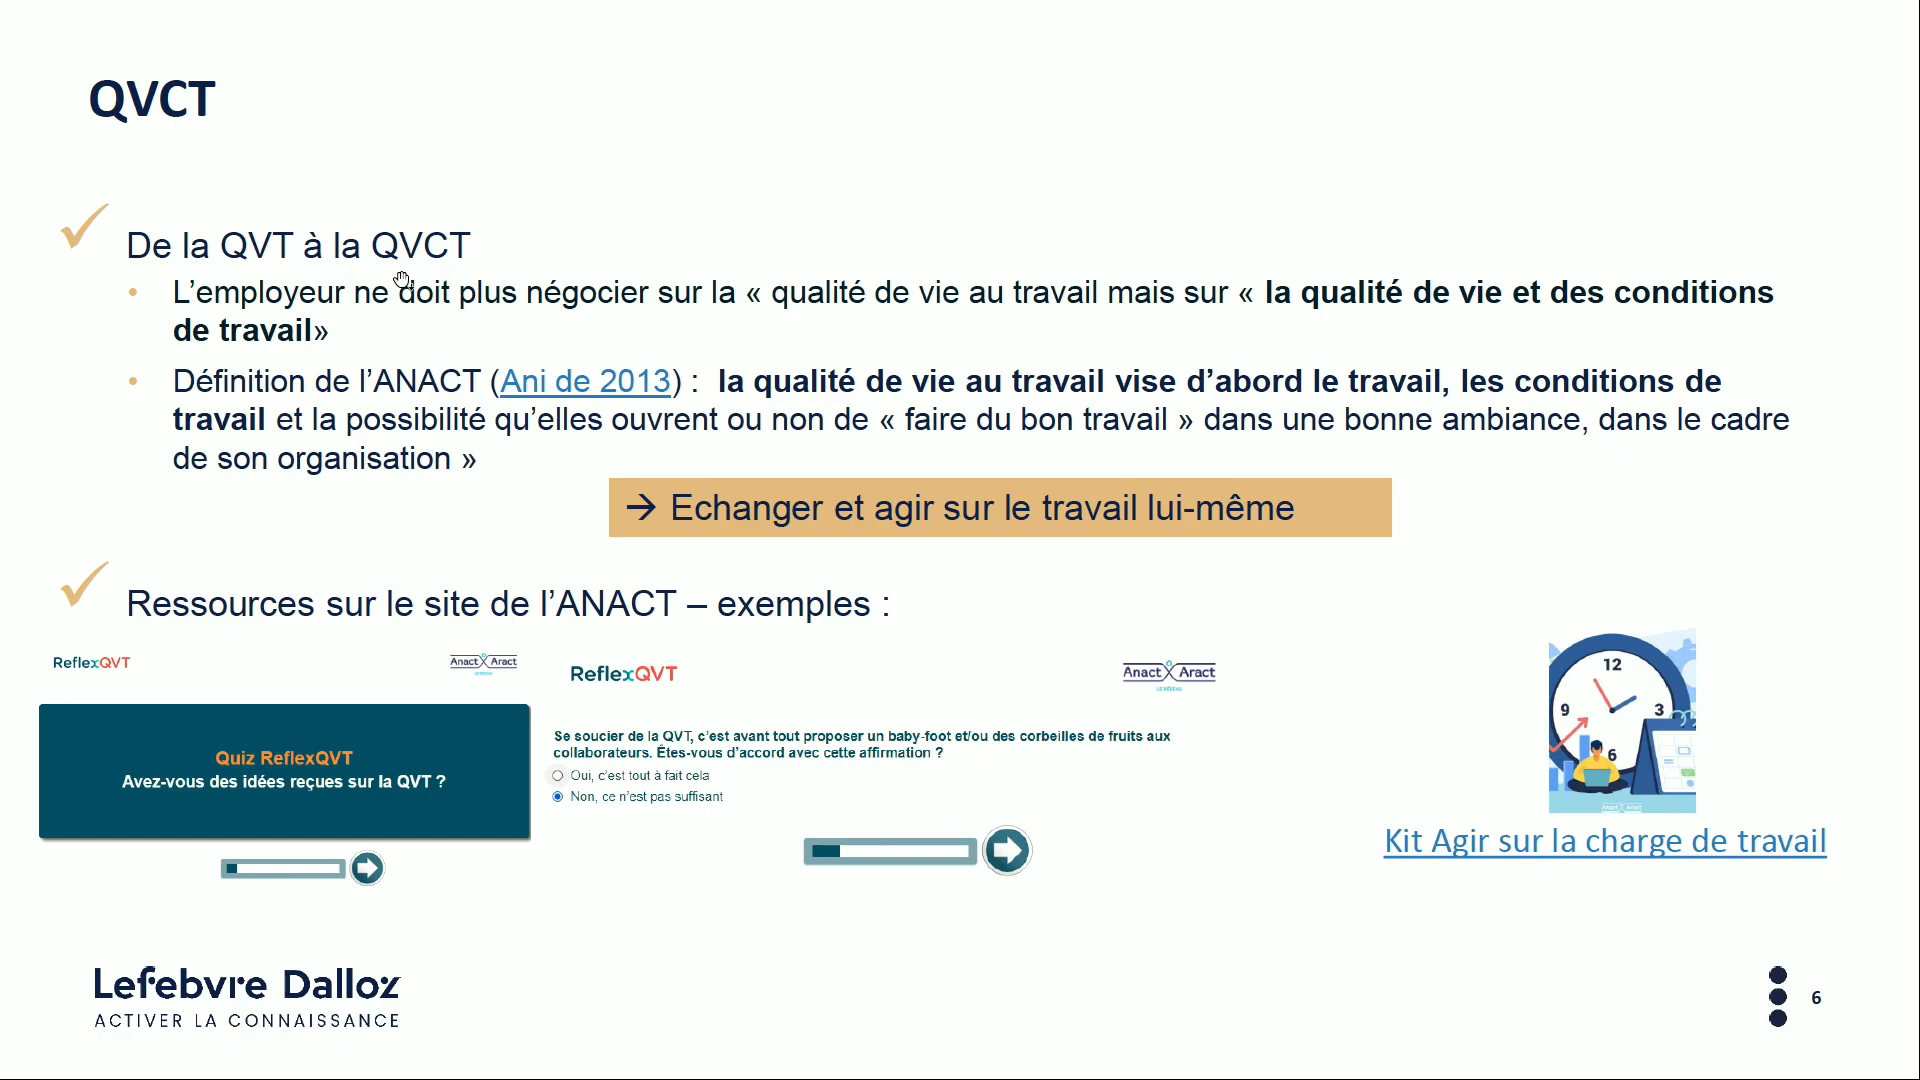 QVCT
De la QVT à la QVCT
• L’employeur ne doit plus négocier sur la « qualité de vie au travail mais sur « la qualité de vie et des conditions
de travail»
• Définition de l’ANACT (Ani de 2013) : la qualité de vie au travail vise d’abord le travail, les conditions de
travail et la possibilité qu’elles ouvrent ou non de « faire du bon travail » dans une bonne ambiance, dans le cadre
de son organisation »
→ Echanger et agir sur le travail lui-même
Ressources sur le site de l’ANACT – exemples :
ReflexQVT
Anact Aract
Quiz ReflexQVT
Avez-vous des idées reçues sur la QVT ?
ReflexQVT
Anact Aract
LE RÉSEAU
Se soucier de la QVT, c’est avant tout proposer un baby-foot et/ou des corbeilles de fruits aux
collaborateurs. Êtes-vous d’accord avec cette affirmation ?
Oui, c’est tout à fait cela
Non, ce n’est pas suffisant
12
9 3
6
Anact Aract
Kit Agir sur la charge de travail
Lefebvre Dalloz
ACTIVER LA CONNAISSANCE
6